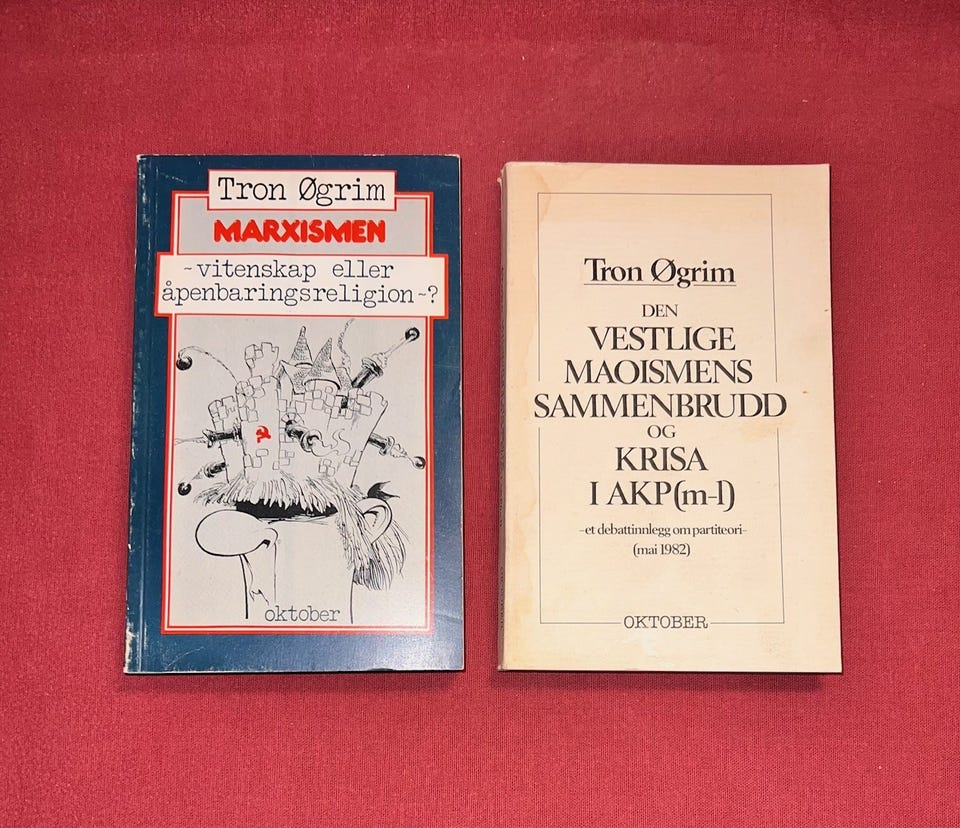 Tron Øgrim
MARXISMEN
~vitenskap eller
åpenbaringsreligion~?
oktober
Tron Øgrim
DEN
VESTLIGE
MAOISMENS
SAMMENBRUDD
OG
KRISA
I AKP(m-l)
-et debattinnlegg om partiteori-
(mai 1982)
OKTOBER